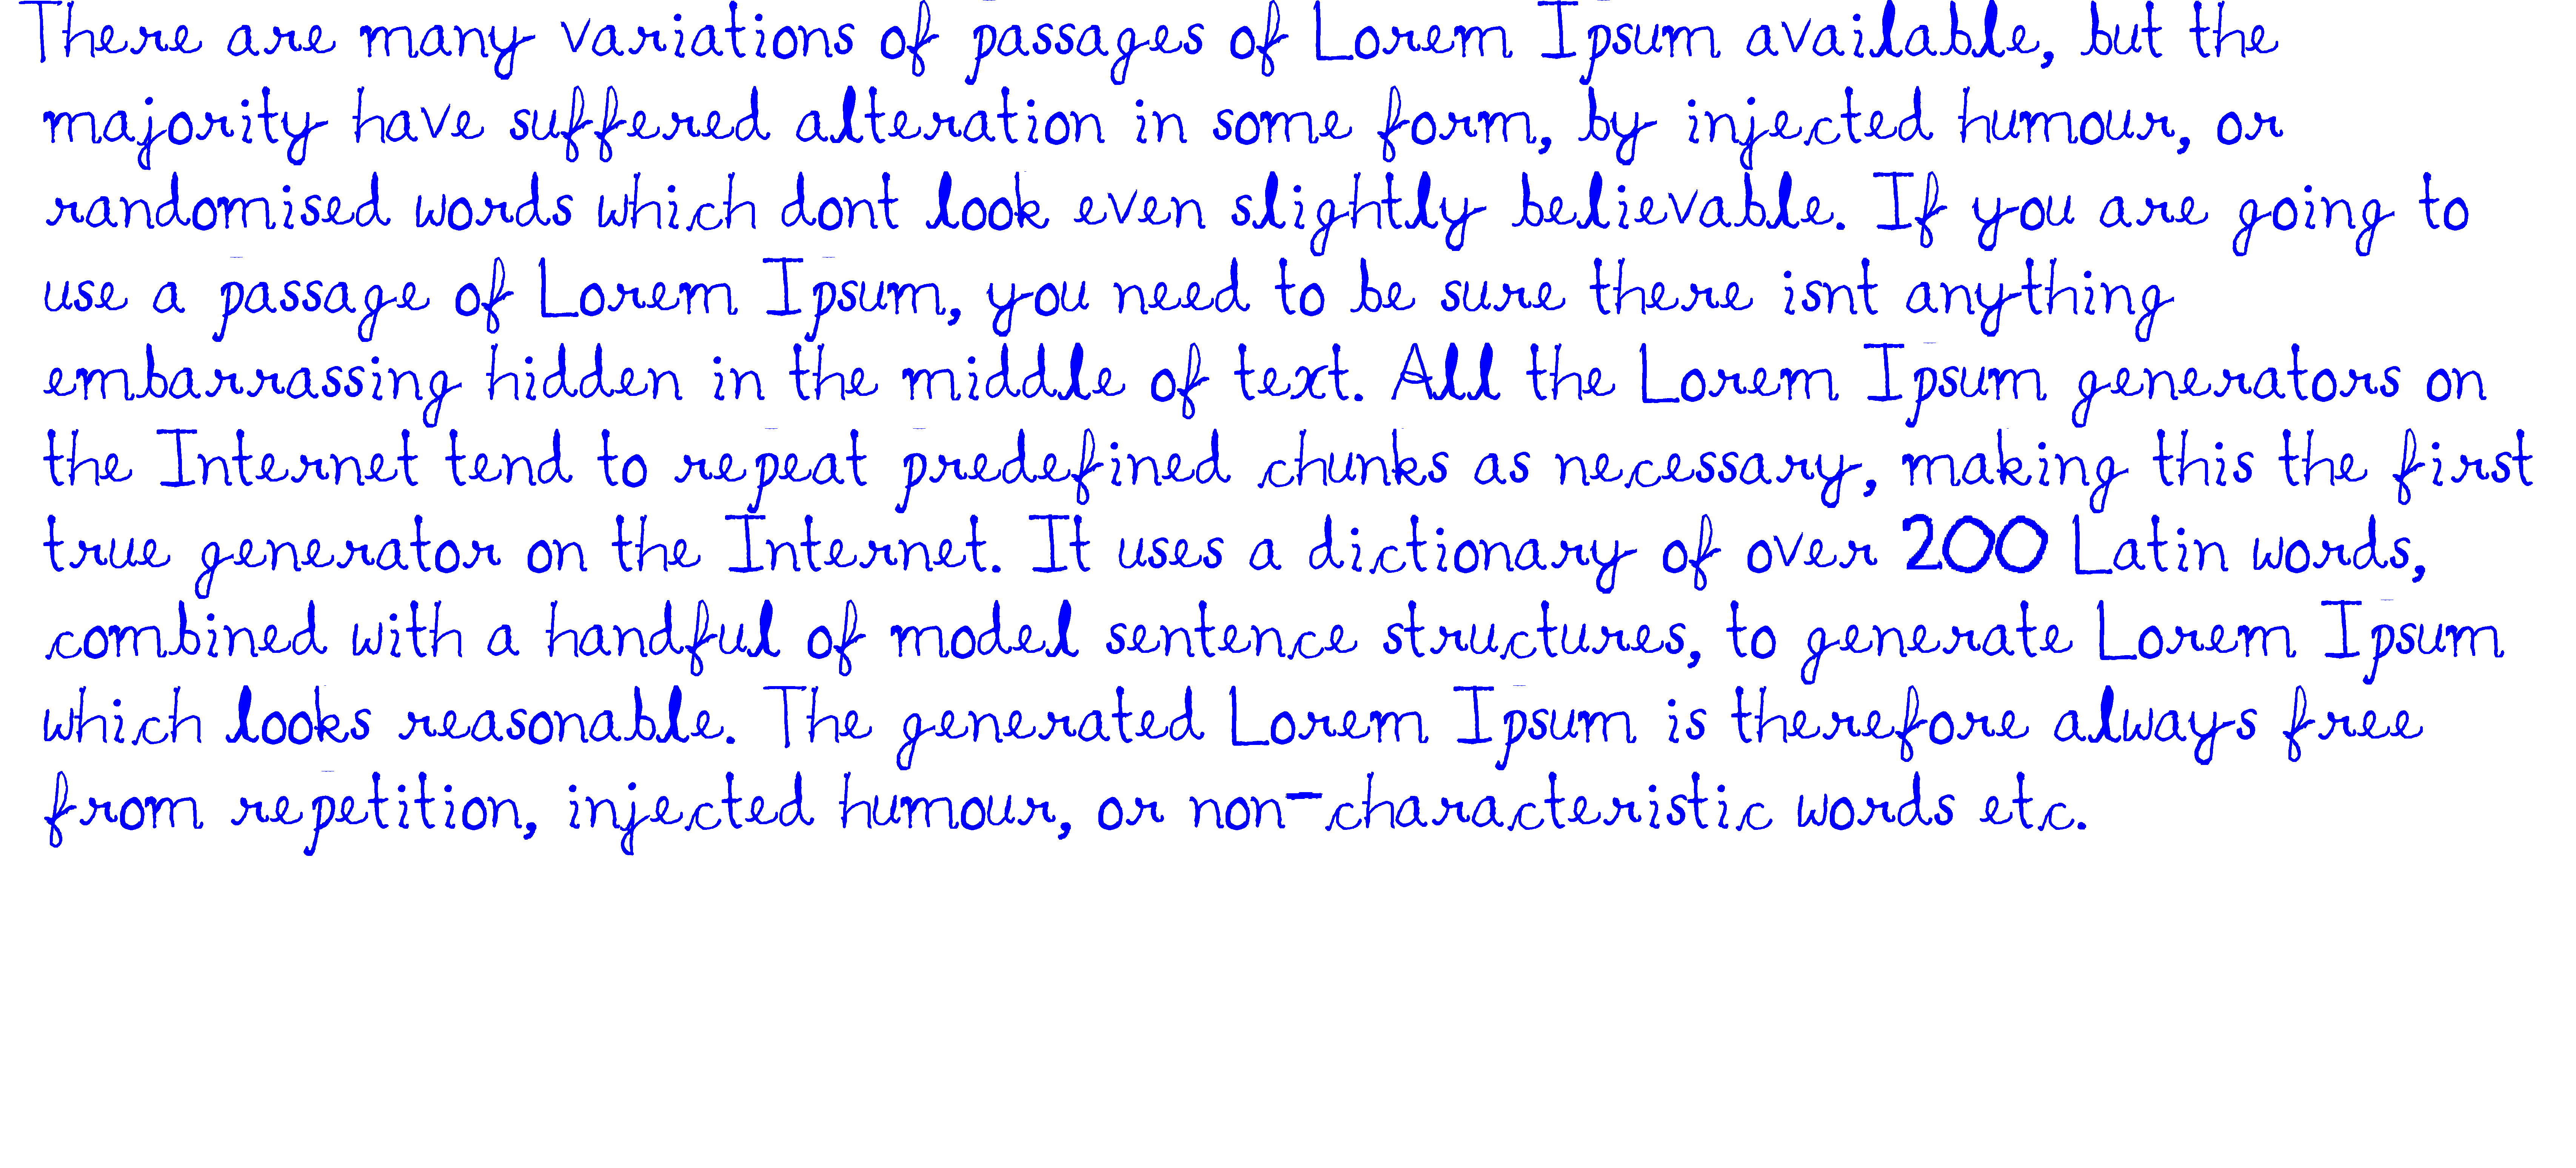 There are many variations of passages of Lorem Ipsum available, but the
majority have suffered alteration in some form, by injected humour, or
randomised words which dont look even slightly believable. If you are going to
use a passage of Lorem Ipsum, you need to be sure there isnt anything
embarrassing hidden in the middle of text. All the Lorem Ipsum generators on
the Internet tend to repeat predefined chunks as necessary, making this the first
true generator on the Internet. It uses a dictionary of over 200 Latin words,
combined with a handful of model sentence structures, to generate Lorem Ipsum
which looks reasonable. The generated Lorem Ipsum is therefore always free
from repetition, injected humour, or non-characteristic words etc.